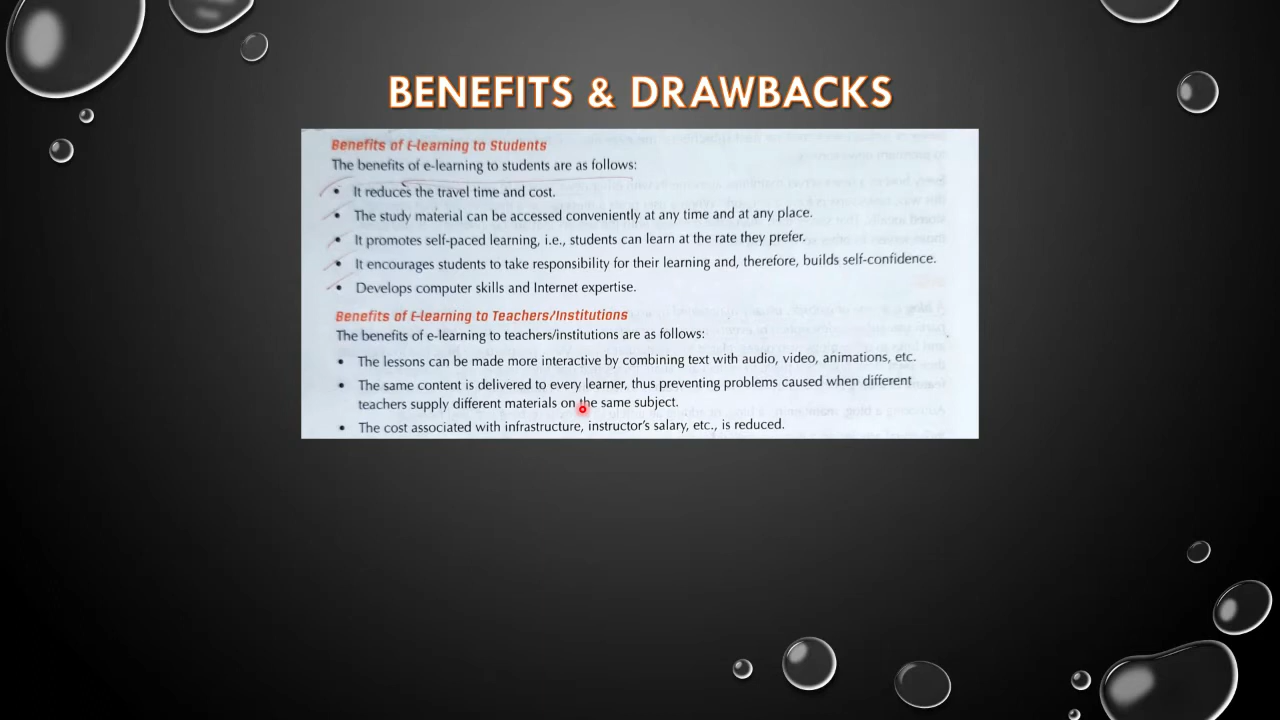 BENEFITS & DRAWBACKS
Benefits of E-learning to Students
The benefits of e-learning to students are as follows:
• It reduces the travel time and cost.
• The study material can be accessed conveniently at any time and at any place.
• It promotes self-paced learning, i.e., students can learn at the rate they prefer.
• It encourages students to take responsibility for their learning and, therefore, builds self-confidence.
• Develops computer skills and Internet expertise.
Benefits of E-learning to Teachers/Institutions
The benefits of e-learning to teachers/institutions are as follows:
• The lessons can be made more interactive by combining text with audio, video, animations, etc.
• The same content is delivered to every learner, thus preventing problems caused when different
teachers supply different materials on the same subject.
• The cost associated with infrastructure, instructor's salary, etc., is reduced.